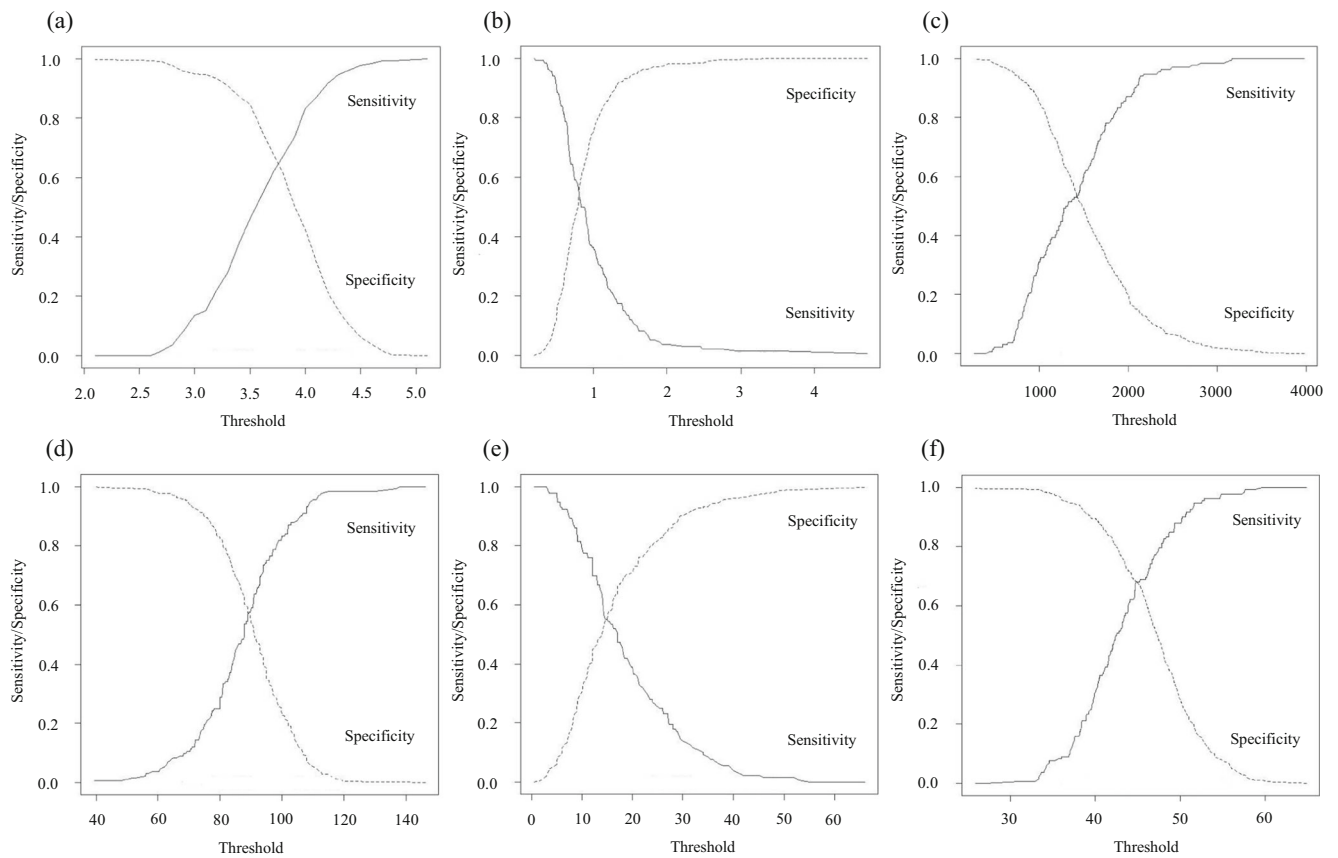 (a)
Sensitivity/Specificity
1.0
0.8
0.6
0.4
0.2
0.0
Sensitivity
Specificity
2.0 2.5 3.0 3.5 4.0 4.5 5.0
Threshold
(b)
Sensitivity/Specificity
1.0
0.8
0.6
0.4
0.2
0.0
Specificity
Sensitivity
1 2 3 4
Threshold
(c)
Sensitivity/Specificity
1.0
0.8
0.6
0.4
0.2
0.0
Sensitivity
Specificity
1000 2000 3000 4000
Threshold
(d)
Sensitivity/Specificity
1.0
0.8
0.6
0.4
0.2
0.0
Sensitivity
Specificity
40 60 80 100 120 140
Threshold
(e)
Sensitivity/Specificity
1.0
0.8
0.6
0.4
0.2
0.0
Specificity
Sensitivity
0 10 20 30 40 50 60
Threshold
(f)
Sensitivity/Specificity
1.0
0.8
0.6
0.4
0.2
0.0
Sensitivity
Specificity
30 40 50 60
Threshold